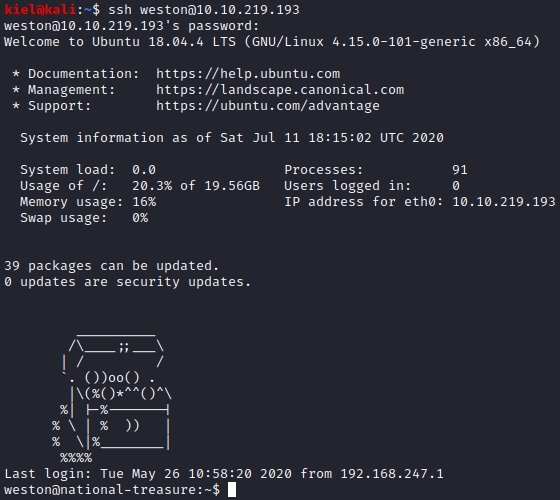 kiel@kali:~$ ssh weston@10.10.219.193
weston@10.10.219.193's password:
Welcome to Ubuntu 18.04.4 LTS (GNU/Linux 4.15.0-101-generic x86_64)

 * Documentation:  https://help.ubuntu.com
 * Management:     https://landscape.canonical.com
 * Support:        https://ubuntu.com/advantage

  System information as of Sat Jul 11 18:15:02 UTC 2020

  System load:  0.0                Processes:           91
  Usage of /:   20.3% of 19.56GB   Users logged in:     0
  Memory usage: 16%                IP address for eth0: 10.10.219.193
  Swap usage:   0%


39 packages can be updated.
0 updates are security updates.


         __________
        /\____;;___\
       | /         /
       `. ())oo() .
        |\(%()*^^()^\
       %| |-%-------|
      % \ | %  ))   |
      %  \|%________|
       %%%%
Last login: Tue May 26 10:58:20 2020 from 192.168.247.1
weston@national-treasure:~$